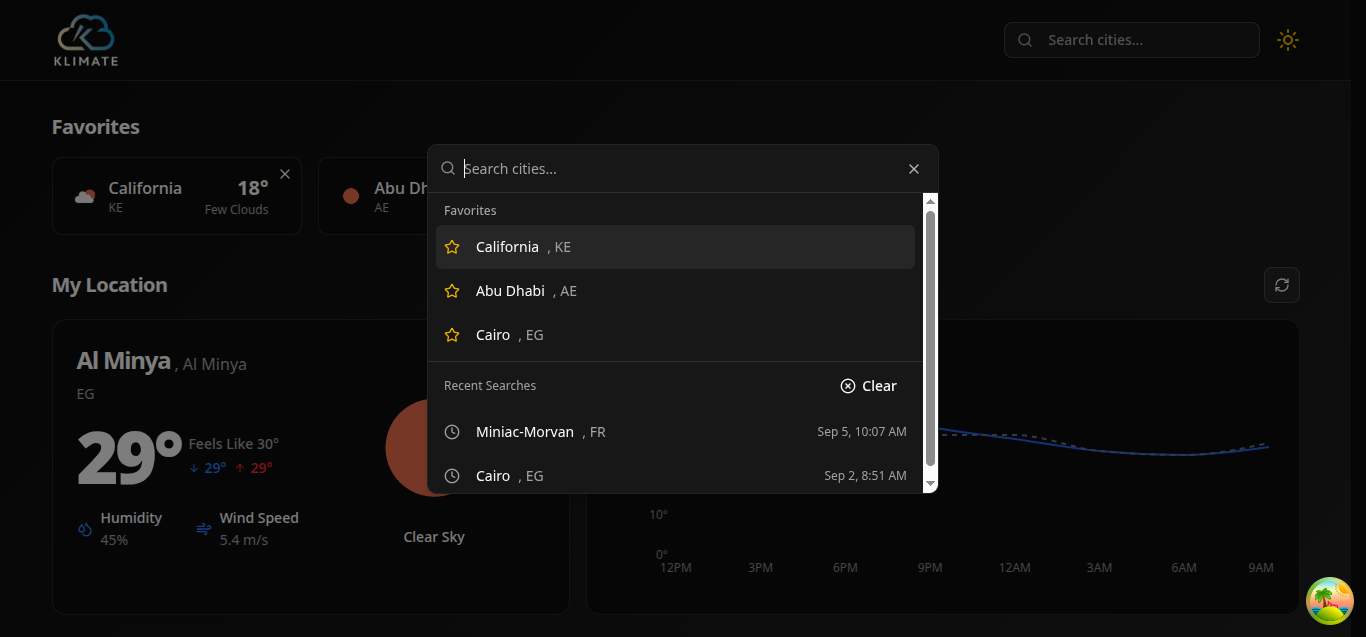 KLIMATE
Search cities...
Favorites
California
KE
18°
Few Clouds
Abu Dh
AE
Search cities...
Favorites
California , KE
Abu Dhabi , AE
Cairo , EG
Recent Searches
Clear
Miniac-Morvan , FR
Sep 5, 10:07 AM
Cairo , EG
Sep 2, 8:51 AM
My Location
Al Minya , Al Minya
EG
29°
Feels Like 30°
↓ 29° ↑ 29°
Humidity
45%
Wind Speed
5.4 m/s
Clear Sky
10°
0°
12PM 3PM 6PM 9PM 12AM 3AM 6AM 9AM